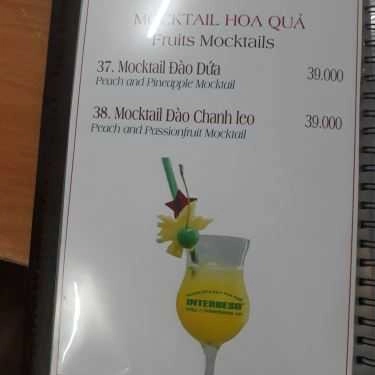 MOCKTAIL HOA QUẢ
Fruits Mocktails
37. Mocktail Đào Dứa 39.000
Peach and Pineapple Mocktail
38. Mocktail Đào Chanh leo 39.000
Peach and Passionfruit Mocktail
INTERRESO